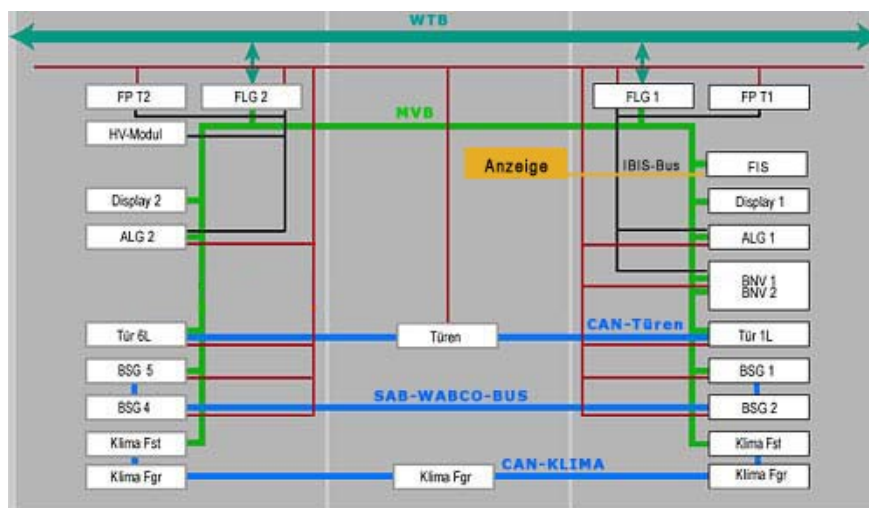 WTB
FP T2
FLG 2
FLG 1
FP T1
MVB
HV-Modul
Anzeige
IBIS-Bus
FIS
Display 2
Display 1
ALG 2
ALG 1
BNV 1
BNV 2
CAN-Türen
Tür 6L
Türen
Tür 1L
BSG 5
BSG 1
SAB-WABCO-BUS
BSG 4
BSG 2
Klima Fst
Klima Fst
CAN-KLIMA
Klima Fgr
Klima Fgr
Klima Fgr